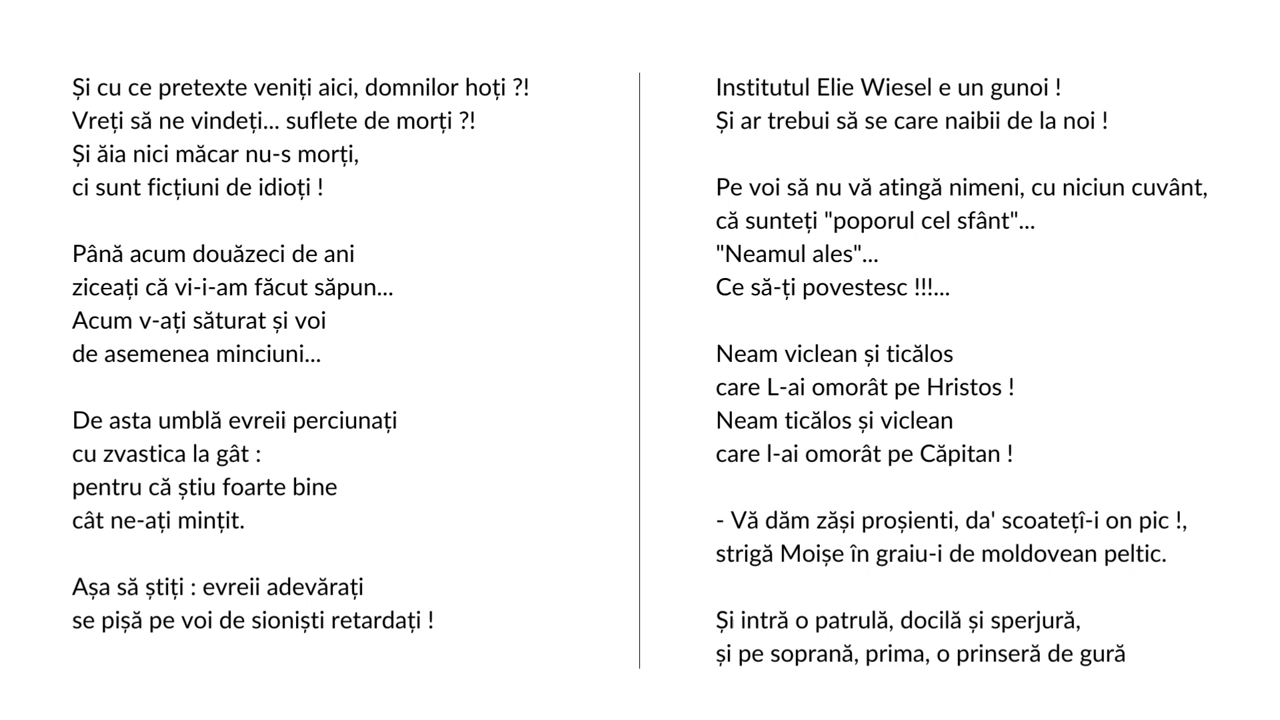 Și cu ce pretexte veniți aici, domnilor hoți ?!
Vreți să ne vindeți... suflete de morți ?!
Și ăia nici măcar nu-s morți,
ci sunt ficțiuni de idioți !
Până acum douăzeci de ani
ziceați că vi-i-am făcut săpun...
Acum v-ați săturat și voi
de asemenea minciuni...
De asta umblă evreii perciunați
cu zvastica la gât :
pentru că știu foarte bine
cât ne-ați mințit.
Așa să știți : evreii adevărați
se pișă pe voi de sioniști retardați !
Institutul Elie Wiesel e un gunoi !
Și ar trebui să se care naibii de la noi !
Pe voi să nu vă atingă nimeni, cu niciun cuvânt,
că sunteți "poporul cel sfânt"...
"Neamul ales"...
Ce să-ți povestesc !!!...
Neam viclean și ticălos
care L-ai omorât pe Hristos !
Neam ticălos și viclean
care l-ai omorât pe Căpitan !
- Vă dăm zăși proșienti, da' scoatețî-i on pic !,
strigă Moișe în graiu-i de moldovean peltic.
Și intră o patrulă, docilă și sperjură,
și pe soprană, prima, o prinseră de gură